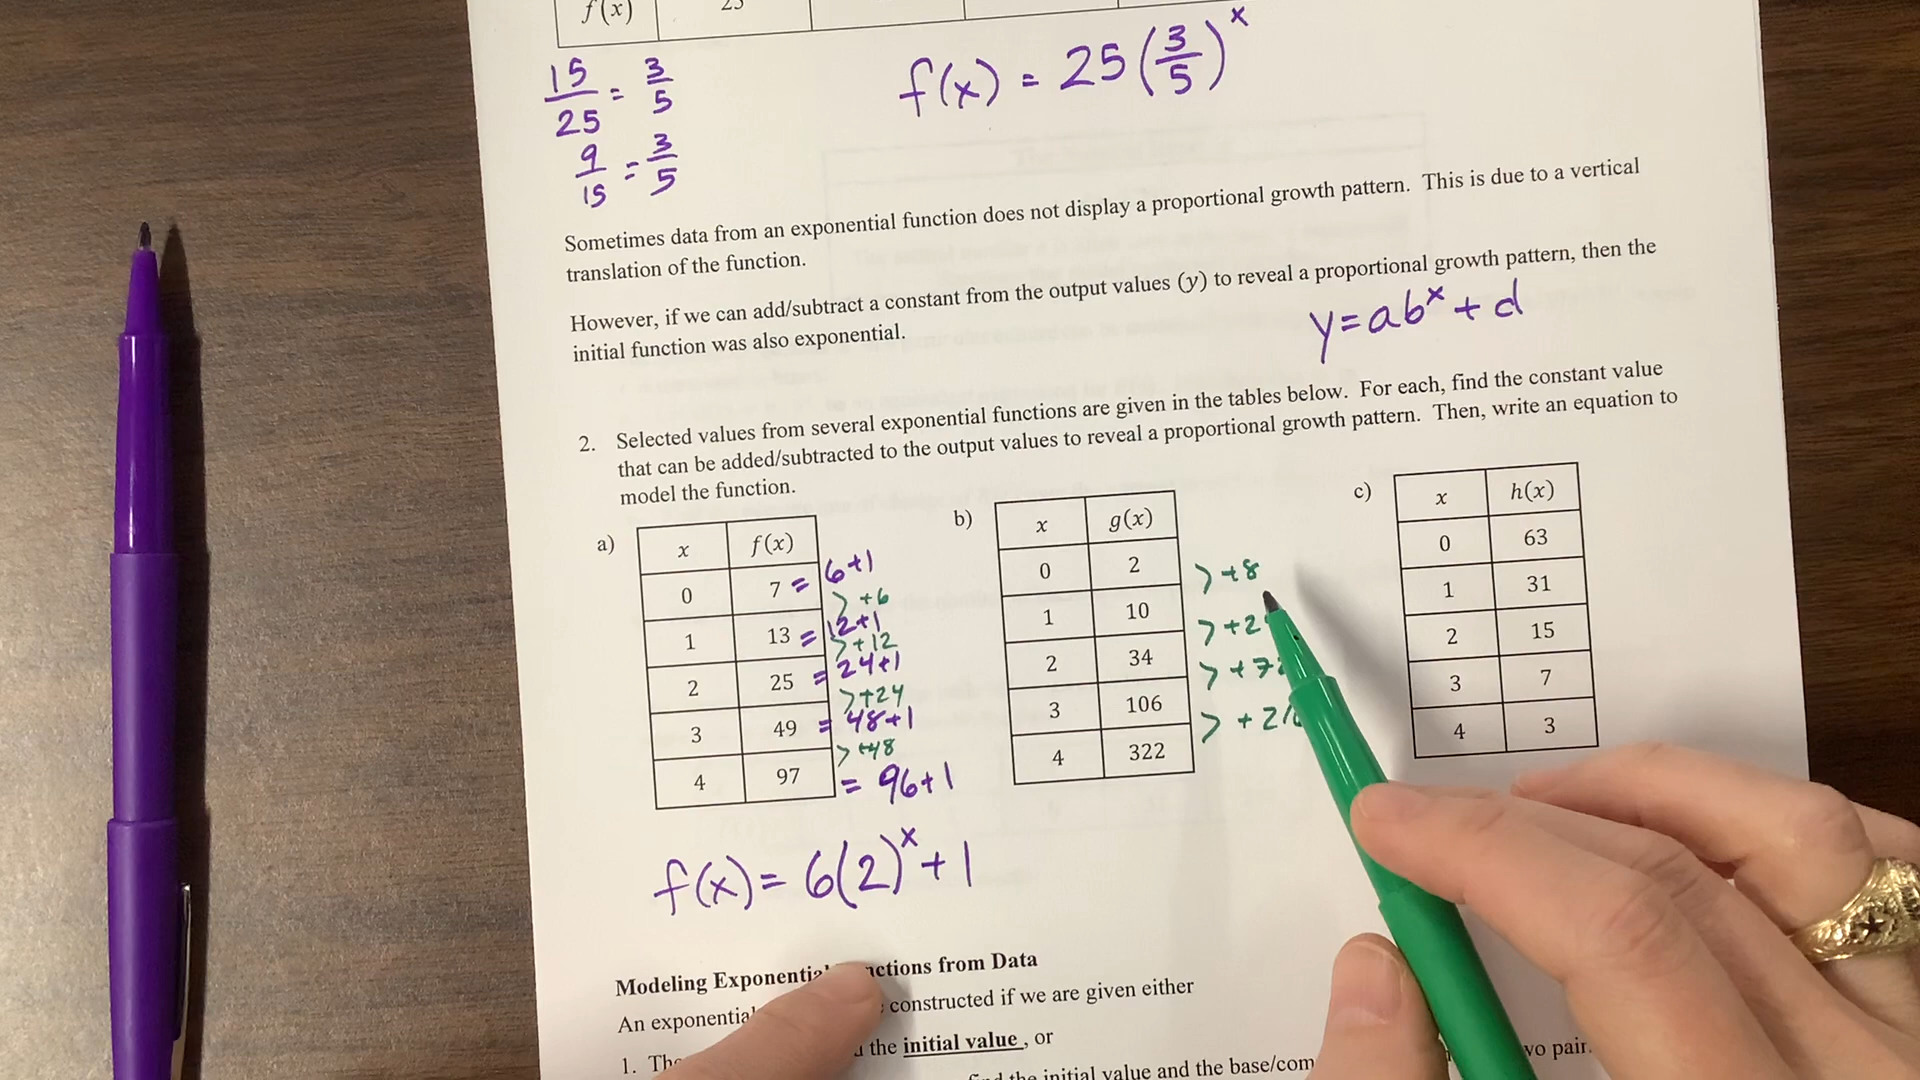 f(x) 25
15/25 = 3/5
f(x) = 25(3/5)^x
9/15 = 3/5
Sometimes data from an exponential function does not display a proportional growth pattern. This is due to a vertical
translation of the function.
However, if we can add/subtract a constant from the output values (y) to reveal a proportional growth pattern, then the
initial function was also exponential.
y=ab^x + d
2. Selected values from several exponential functions are given in the tables below. For each, find the constant value
that can be added/subtracted to the output values to reveal a proportional growth pattern. Then, write an equation to
model the function.
a)
x f(x)
0 7 = 6+1
> +6
1 13 = 12+1
> +12
2 25 = 24+1
> +24
3 49 = 48+1
> +48
4 97 = 96+1
f(x) = 6(2)^x + 1
b)
x g(x)
0 2
> +8
1 10
2 34
3 106
4 322
c)
x h(x)
0 63
1 31
2 15
3 7
4 3
Modeling Exponential from Data
An constructed if we are given either
1. the initial value , or
the initial value and the